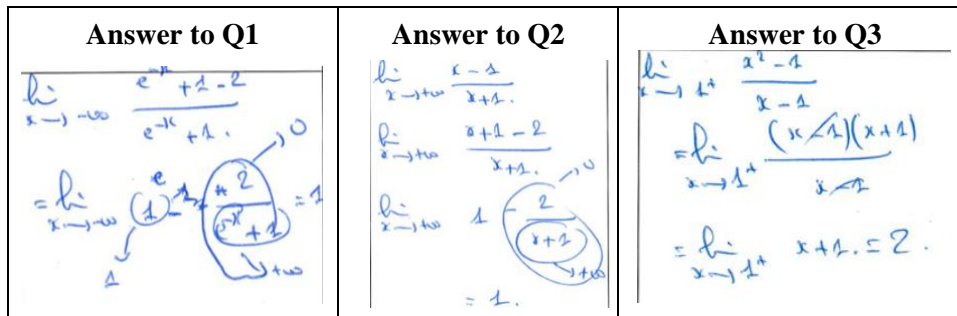 Answer to Q1
lim x→-∞ (e^-x + 1 - 2)/(e^-x + 1.
= lim x→-∞ 1 - 2/(e^-x + 1) = 1
0
1
+∞
Answer to Q2
lim x→+∞ (x - 1)/(x+1.
lim x→+∞ (x+1 - 2)/(x+1.
lim x→+∞ 1 - 2/(x+1)
0
+∞
= 1.
Answer to Q3
lim x→1⁺ (x² - 1)/(x - 1)
= lim x→1⁺ (x-1)(x+1)/(x-1)
= lim x→1⁺ x+1. = 2.